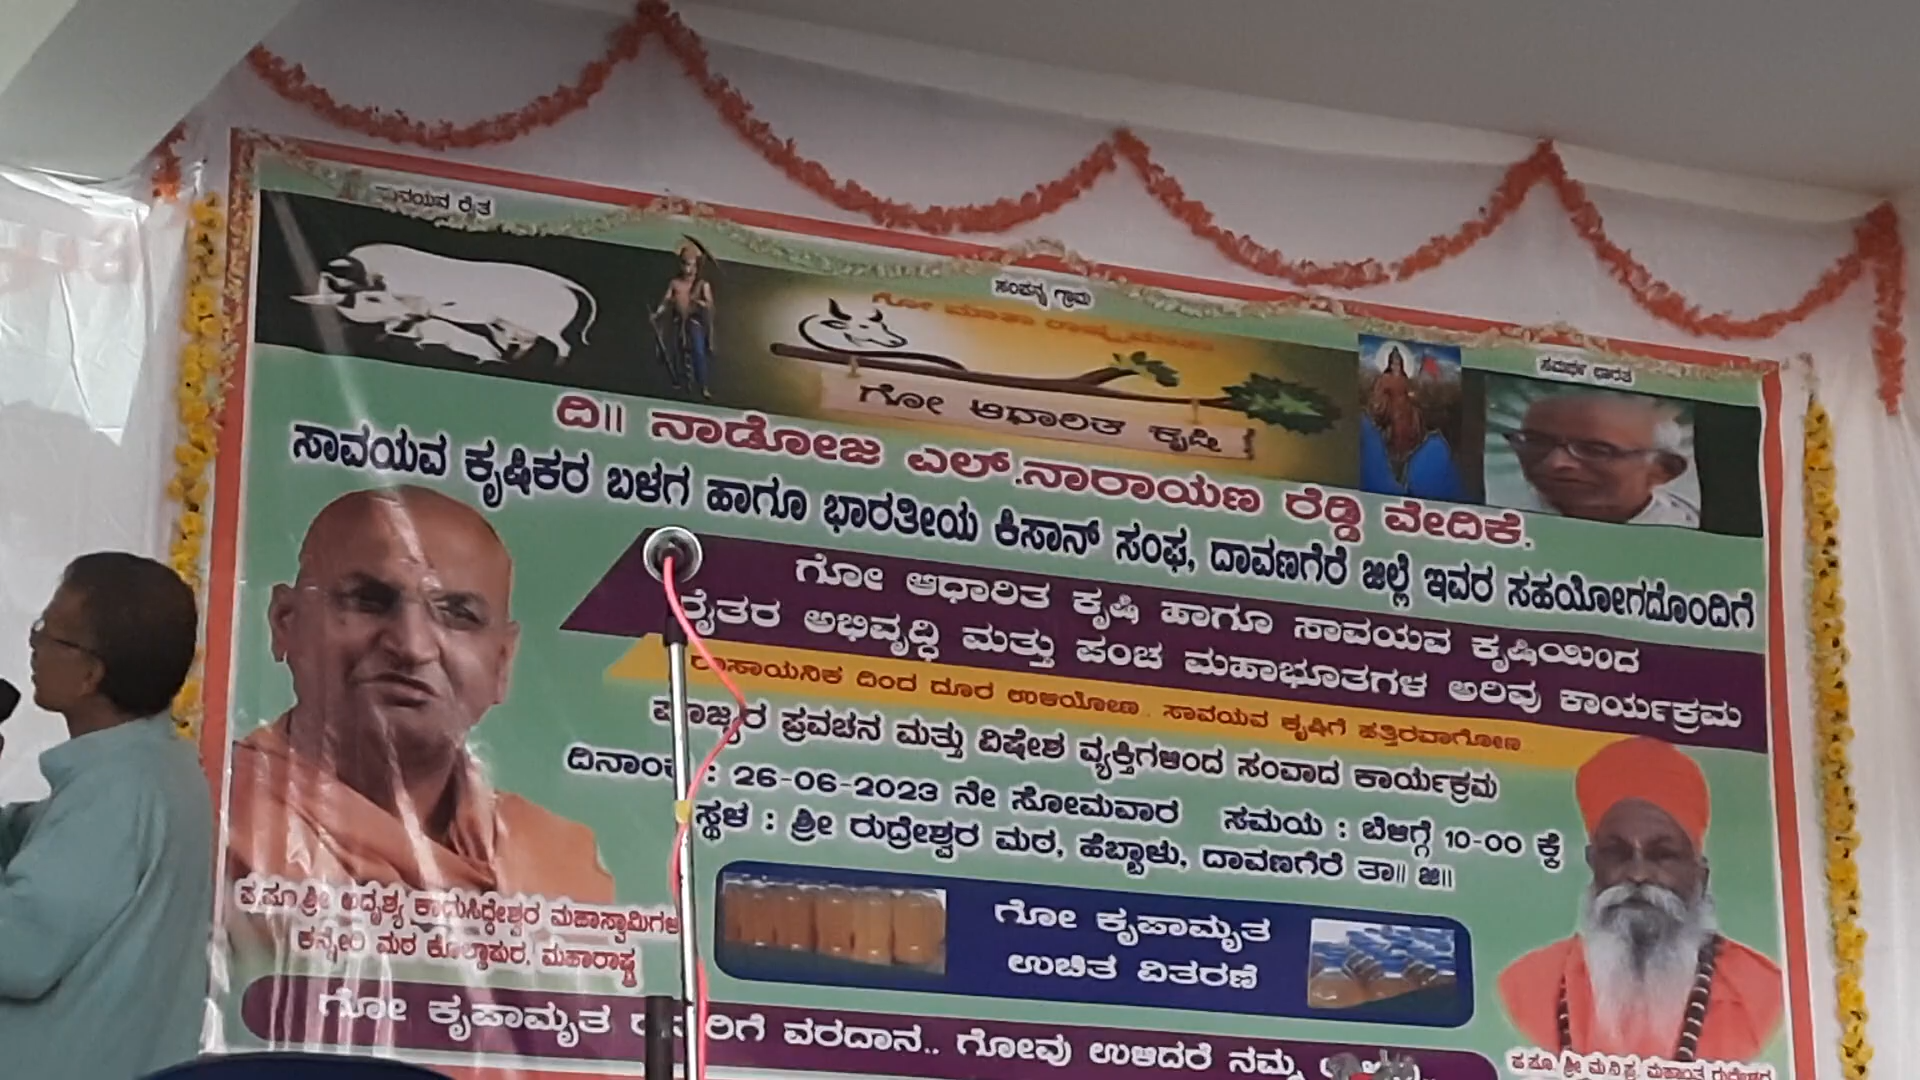 ಸಾವಯವ ರೈತ
ಸಂಪನ್ನ ಗ್ರಾಮ
ಸಮರ್ಥ ಭಾರತ
ಗೋ ಮಾತಾ
ಗೋ ಆಧಾರಿತ ಕೃಷಿ
ದಿ॥ ನಾಡೋಜ ಎಲ್.ನಾರಾಯಣ ರೆಡ್ಡಿ ವೇದಿಕೆ.
ಸಾವಯವ ಕೃಷಿಕರ ಬಳಗ ಹಾಗೂ ಭಾರತೀಯ ಕಿಸಾನ್ ಸಂಘ, ದಾವಣಗೆರೆ ಜಿಲ್ಲೆ ಇವರ ಸಹಯೋಗದೊಂದಿಗೆ
ಗೋ ಆಧಾರಿತ ಕೃಷಿ ಹಾಗೂ ಸಾವಯವ ಕೃಷಿಯಿಂದ
ರೈತರ ಅಭಿವೃದ್ಧಿ ಮತ್ತು ಪಂಚ ಮಹಾಭೂತಗಳ ಅರಿವು ಕಾರ್ಯಕ್ರಮ
ರಾಸಾಯನಿಕ ದಿಂದ ದೂರ ಉಳಿಯೋಣ.. ಸಾವಯವ ಕೃಷಿಗೆ ಹತ್ತಿರವಾಗೋಣ..
ಪೂಜ್ಯರ ಪ್ರವಚನ ಮತ್ತು ವಿಷೇಶ ವ್ಯಕ್ತಿಗಳಿಂದ ಸಂವಾದ ಕಾರ್ಯಕ್ರಮ
ದಿನಾಂಕ : 26-06-2023 ನೇ ಸೋಮವಾರ ಸಮಯ : ಬೆಳಿಗ್ಗೆ 10-00 ಕ್ಕೆ
ಸ್ಥಳ : ಶ್ರೀ ರುದ್ರೇಶ್ವರ ಮಠ, ಹೆಬ್ಬಾಳು, ದಾವಣಗೆರೆ ತಾ॥ ಜಿ॥
ಪ.ಪೂ.ಶ್ರೀ ಅದೃಶ್ಯ ಕಾಡಸಿದ್ಧೇಶ್ವರ ಮಹಾಸ್ವಾಮಿಗಳು
ಕನ್ನೇರಿ ಮಠ ಕೊಲ್ಹಾಪುರ, ಮಹಾರಾಷ್ಟ್ರ
ಗೋ ಕೃಪಾಮೃತ
ಉಚಿತ ವಿತರಣೆ
ಗೋ ಕೃಪಾಮೃತ ರೈತರಿಗೆ ವರದಾನ.. ಗೋವು ಉಳಿದರೆ ನಮ್ಮ
ಪ.ಪೂ. ಶ್ರೀ ಮಹಾಂತ